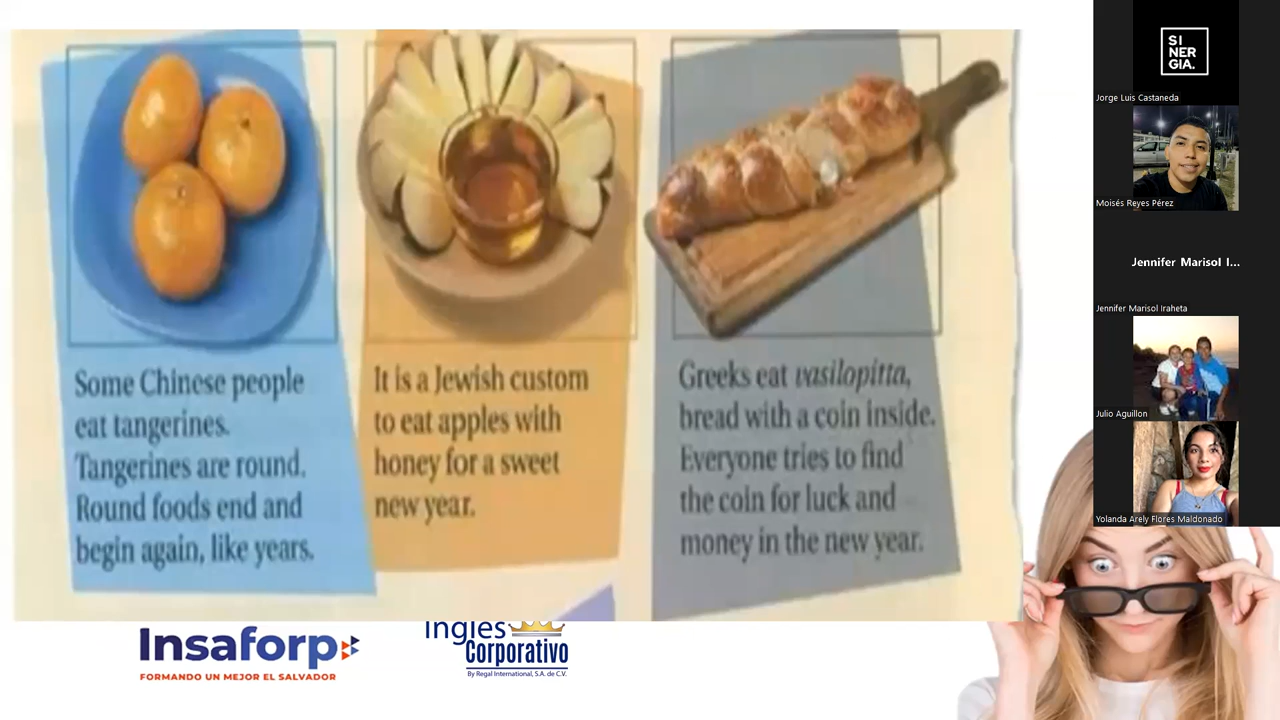 Some Chinese people
eat tangerines.
Tangerines are round.
Round foods end and
begin again, like years.
It is a Jewish custom
to eat apples with
honey for a sweet
new year.
Greeks eat vasilopitta,
bread with a coin inside.
Everyone tries to find
the coin for luck and
money in the new year.
Insaforp
FORMANDO UN MEJOR EL SALVADOR
Inglés
Corporativo
By Regal International, S.A. de C.V.
SI
NER
GIA.
Jorge Luis Castaneda
Moisés Reyes Pérez
Jennifer Marisol I...
Jennifer Marisol Iraheta
Julio Aguillon
Yolanda Arely Flores Maldonado